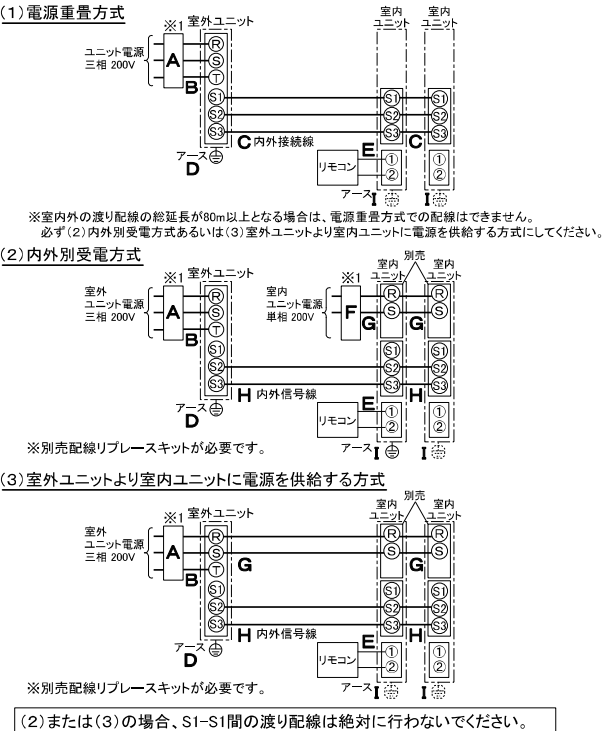 (1)電源重畳方式
※1
室外ユニット
室内
ユニット
室内
ユニット
ユニット電源
三相 200V
A
B
R
S
T
S1
S2
S3
アース
D
C 内外接続線
S1
S2
S3
C
S1
S2
S3
E
リモコン
①
②
①
②
アース I
I
※室内外の渡り配線の総延長が80m以上となる場合は、電源重畳方式での配線はできません。
必ず(2)内外別受電方式あるいは(3)室外ユニットより室内ユニットに電源を供給する方式にしてください。
(2)内外別受電方式
※1
室外ユニット
室外
ユニット電源
三相 200V
A
B
R
S
T
S1
S2
S3
アース
D
※1
室内
ユニット電源
単相 200V
F
G
室内
ユニット
別売
室内
ユニット
R
S
G
R
S
S1
S2
S3
S1
S2
S3
H 内外信号線
H
E
リモコン
①
②
①
②
アース I
I
※別売配線リプレースキットが必要です。
(3)室外ユニットより室内ユニットに電源を供給する方式
※1
室外ユニット
室外
ユニット電源
三相 200V
A
B
R
S
T
S1
S2
S3
アース
D
G
室内
ユニット
別売
室内
ユニット
R
S
G
R
S
S1
S2
S3
S1
S2
S3
H 内外信号線
H
E
リモコン
①
②
①
②
アース I
I
※別売配線リプレースキットが必要です。
(2)または(3)の場合、S1-S1間の渡り配線は絶対に行わないでください。